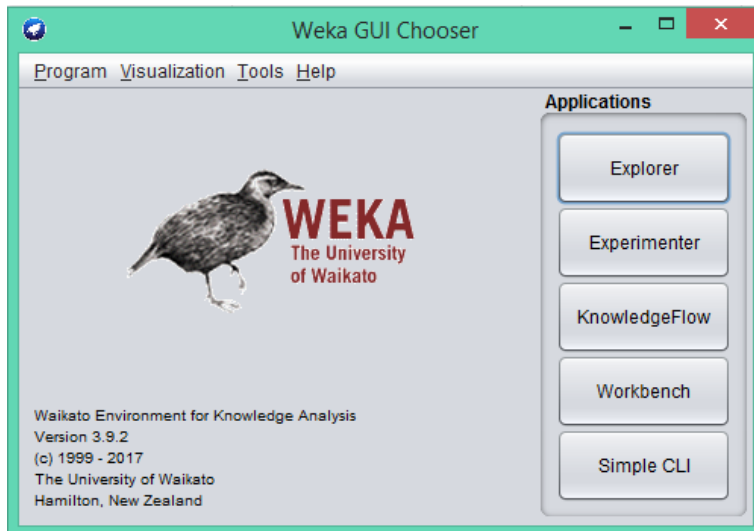 Weka GUI Chooser
Program Visualization Tools Help
Applications
Explorer
Experimenter
KnowledgeFlow
Workbench
Simple CLI
WEKA
The University
of Waikato
Waikato Environment for Knowledge Analysis
Version 3.9.2
(c) 1999 - 2017
The University of Waikato
Hamilton, New Zealand